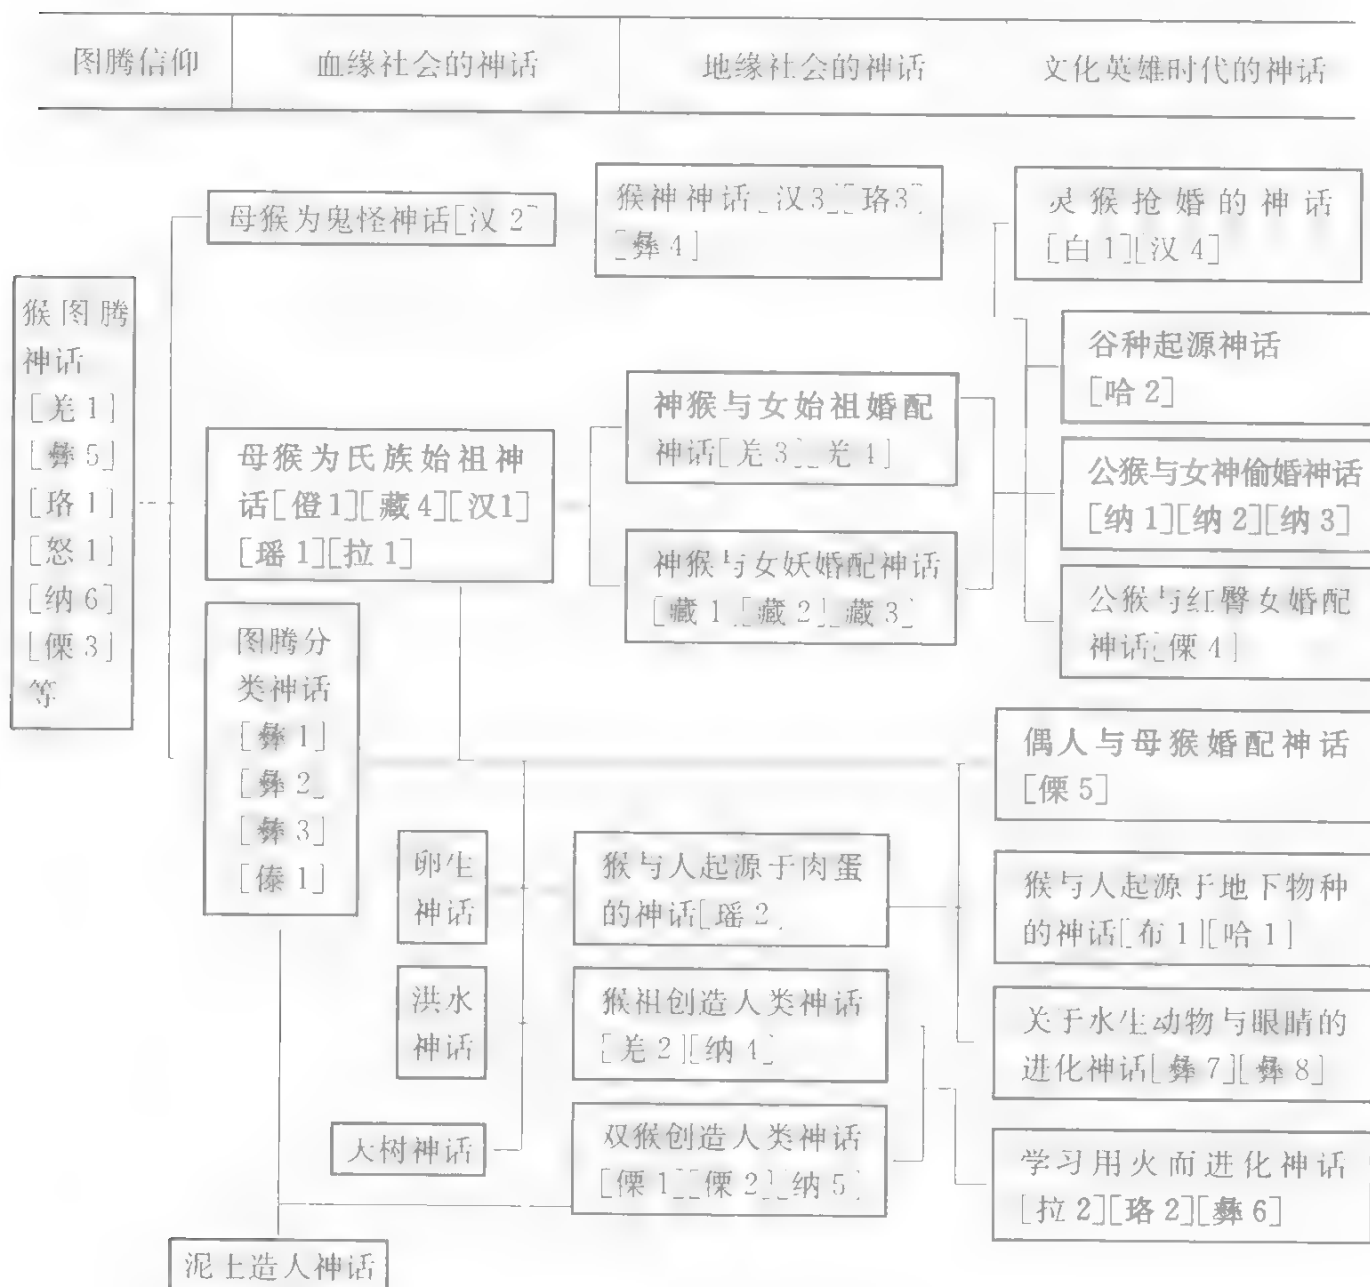 图腾信仰
血缘社会的神话
地缘社会的神话
文化英雄时代的神话
猴图腾
神话
[羌1]
[彝5]
[珞1]
[怒1]
[纳6]
[傈3]
等
母猴为鬼怪神话[汉2]
母猴为氏族始祖神
话[僜1][藏4][汉1]
[瑶1][拉1]
图腾分
类神话
[彝1]
[彝2]
[彝3]
[傣1]
卵生
神话
洪水
神话
大树神话
泥土造人神话
猴神神话[汉3][珞3]
[彝4]
神猴与女始祖婚配
神话[羌3][羌4]
神猴与女妖婚配神话
[藏1][藏2][藏3]
猴与人起源于肉蛋
的神话[瑶2]
猴祖创造人类神话
[羌2][纳4]
双猴创造人类神话
[傈1][傈2][纳5]
灵猴抢婚的神话
[白1][汉4]
谷种起源神话
[哈2]
公猴与女神偷婚神话
[纳1][纳2][纳3]
公猴与红臀女婚配
神话[傈4]
偶人与母猴婚配神话
[傈5]
猴与人起源于地下物种
的神话[布1][哈1]
关于水生动物与眼睛的
进化神话[彝7][彝8]
学习用火而进化神话
[拉2][珞2][彝6]